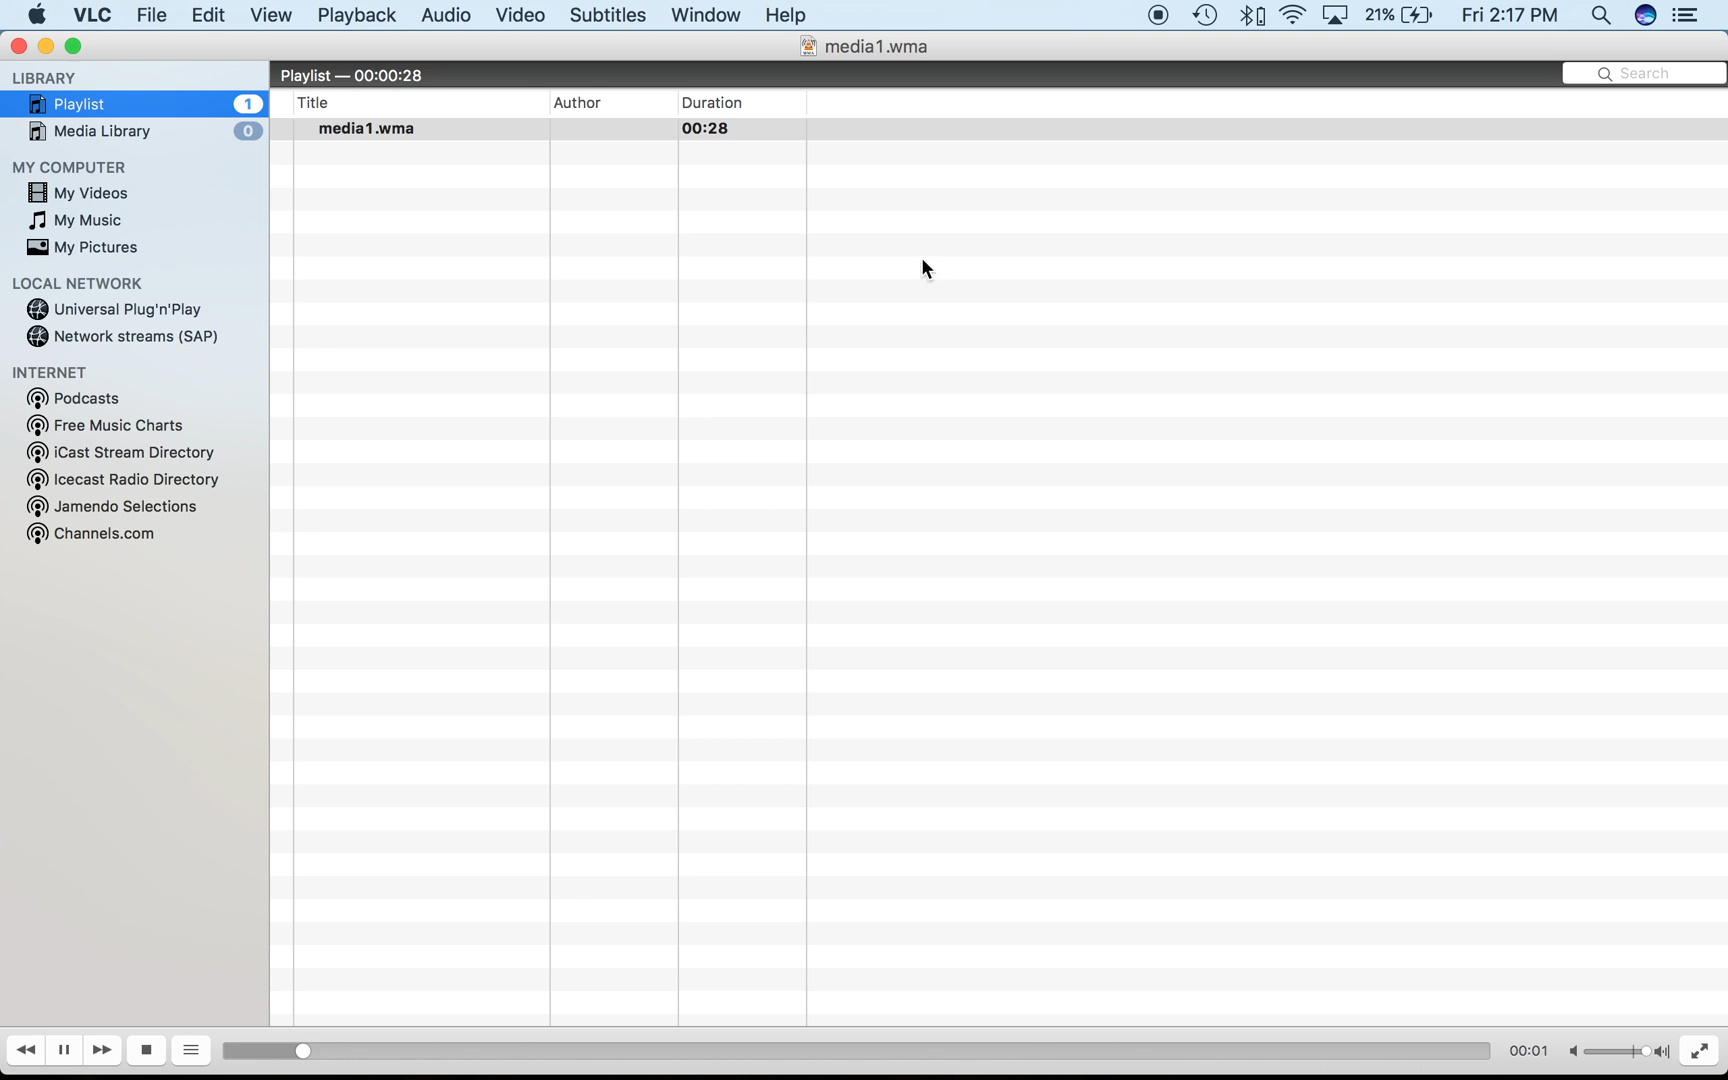 VLC File Edit View Playback Audio Video Subtitles Window Help 21% Fri 2:17 PM
media1.wma
LIBRARY
Playlist 1
Media Library 0
MY COMPUTER
My Videos
My Music
My Pictures
LOCAL NETWORK
Universal Plug'n'Play
Network streams (SAP)
INTERNET
Podcasts
Free Music Charts
iCast Stream Directory
Icecast Radio Directory
Jamendo Selections
Channels.com
Playlist — 00:00:28 Search
Title Author Duration
media1.wma 00:28
00:01